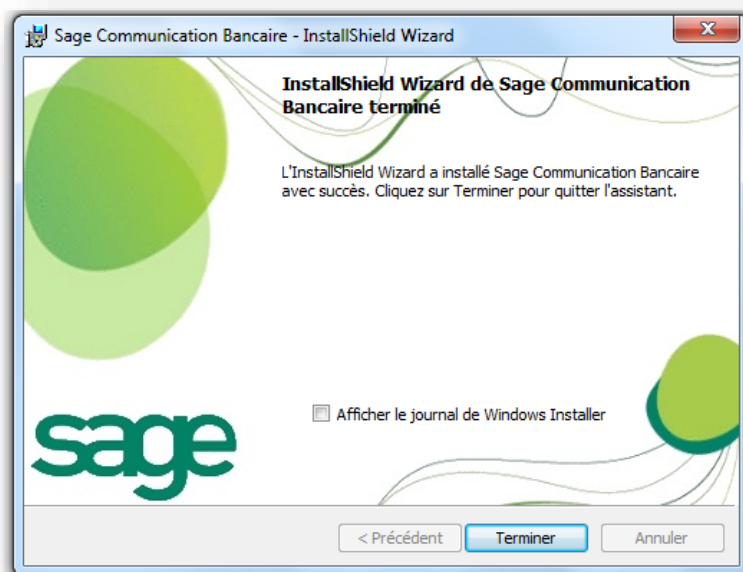 Sage Communication Bancaire - InstallShield Wizard
InstallShield Wizard de Sage Communication
Bancaire terminé
L'InstallShield Wizard a installé Sage Communication Bancaire
avec succès. Cliquez sur Terminer pour quitter l'assistant.
Afficher le journal de Windows Installer
sage
< Précédent Terminer Annuler